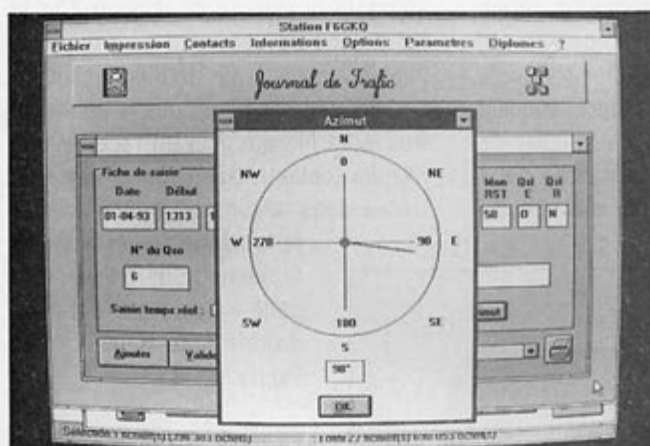 Station F6GKQ
Fichier Impression Contacts Informations Options Parametres Diplomes ?
Journal de Trafic
Azimut
Fiche de saisie
Date Début
01-04-93 1313
N° du Qso
6
Saisie temps réel :
Ajouter Valide
N
0
NW NE
W 270 90 E
SW SE
180
S
98°
OK
Mon RST Qsl E Qsl R
58 O N